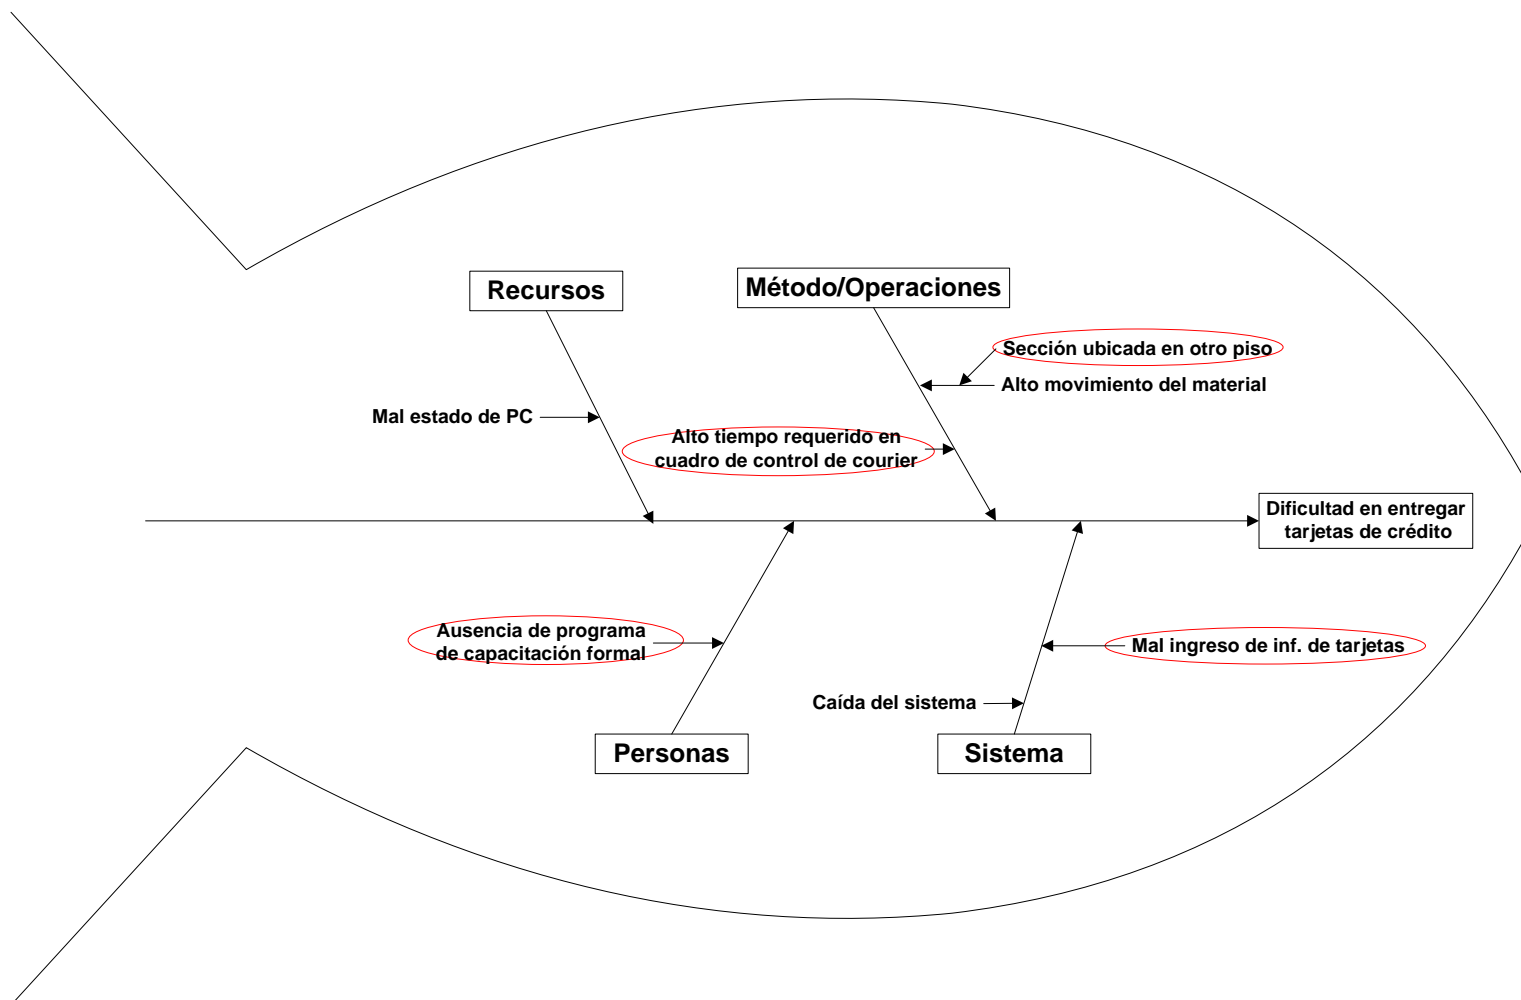 Recursos
Método/Operaciones
Sección ubicada en otro piso
Alto movimiento del material
Mal estado de PC
Alto tiempo requerido en
cuadro de control de courier
Dificultad en entregar
tarjetas de crédito
Ausencia de programa
de capacitación formal
Mal ingreso de inf. de tarjetas
Caída del sistema
Personas
Sistema